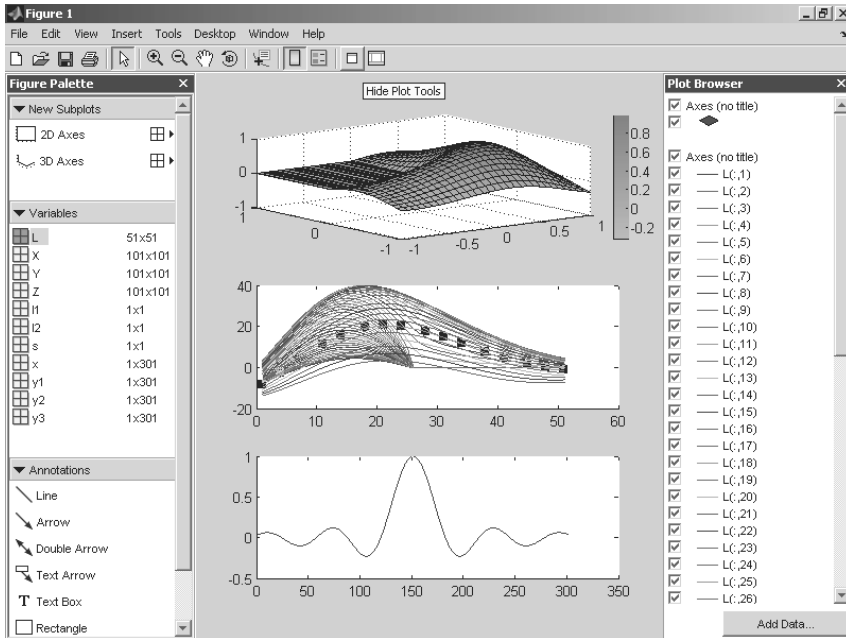 Figure 1
File Edit View Insert Tools Desktop Window Help
Figure Palette
New Subplots
2D Axes
3D Axes
Variables
L 51x51
X 101x101
Y 101x101
Z 101x101
l1 1x1
l2 1x1
s 1x1
x 1x301
y1 1x301
y2 1x301
y3 1x301
Annotations
Line
Arrow
Double Arrow
Text Arrow
T Text Box
Rectangle
Hide Plot Tools
1
0
-1
1
0
-1
-1
-0.5
0
0.5
1
0.8
0.6
0.4
0.2
0
-0.2
40
20
0
-20
0 10 20 30 40 50 60
1
0.5
0
-0.5
0 50 100 150 200 250 300 350
Plot Browser
Axes (no title)
Axes (no title)
L(:,1)
L(:,2)
L(:,3)
L(:,4)
L(:,5)
L(:,6)
L(:,7)
L(:,8)
L(:,9)
L(:,10)
L(:,11)
L(:,12)
L(:,13)
L(:,14)
L(:,15)
L(:,16)
L(:,17)
L(:,18)
L(:,19)
L(:,20)
L(:,21)
L(:,22)
L(:,23)
L(:,24)
L(:,25)
L(:,26)
Add Data...